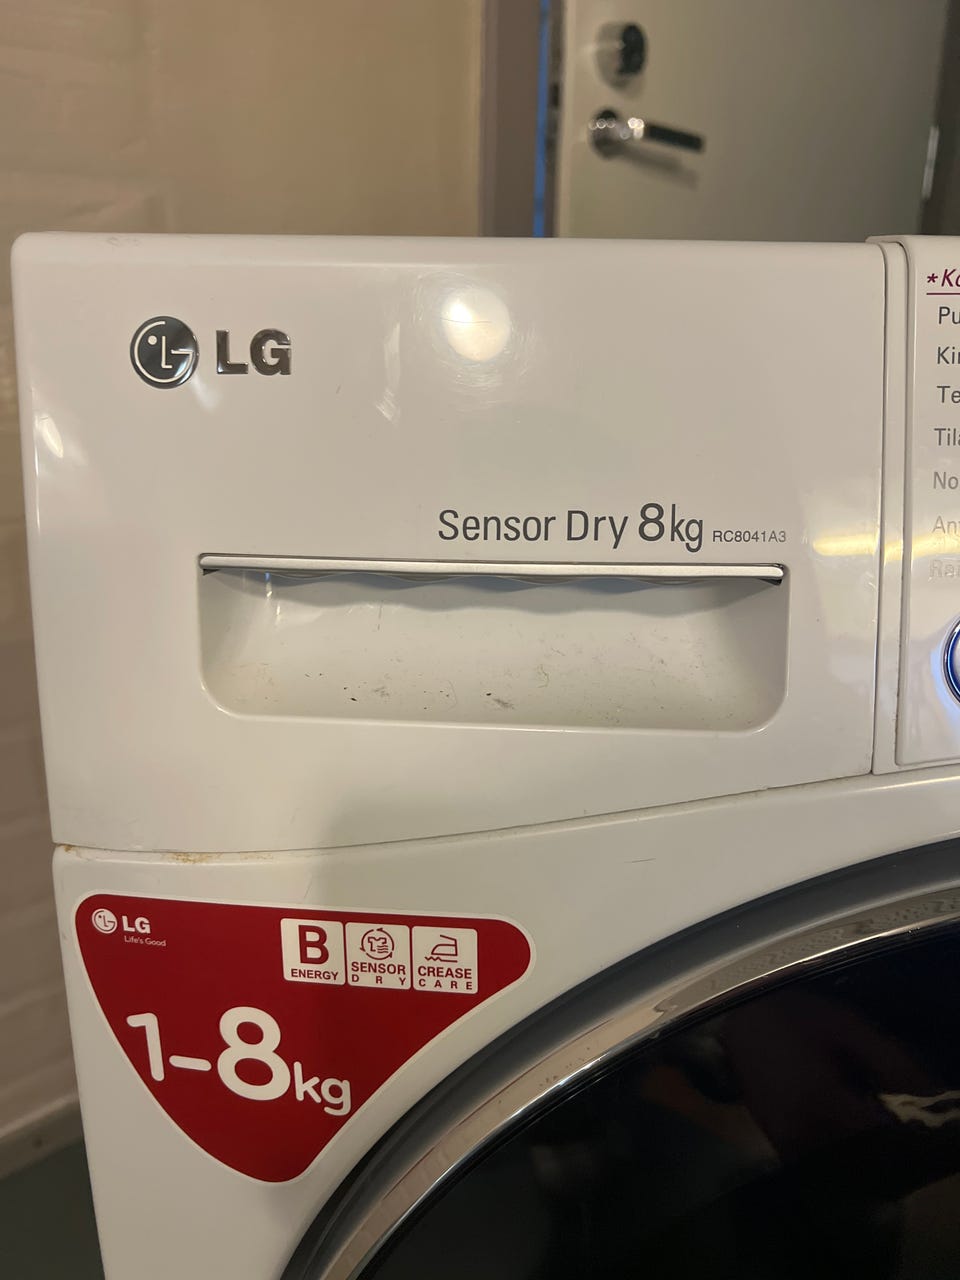 LG
Sensor Dry 8kg RC8041A3
LG
Life's Good
B
ENERGY
SENSOR
DRY
CREASE
CARE
1-8kg